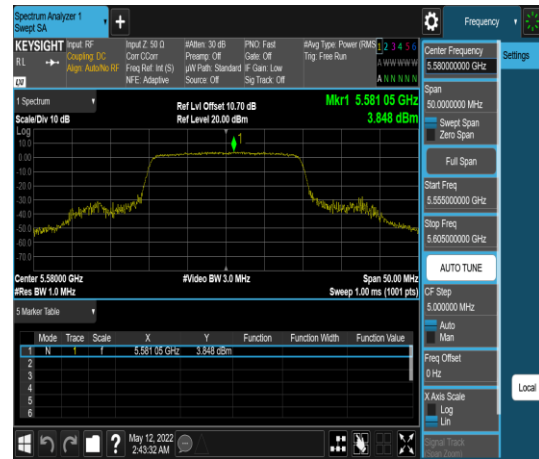 Spectrum Analyzer 1
Swept SA
+
Frequency
KEYSIGHT
RL
LXI
Input: RF
Coupling: DC
Align: Auto/No RF
Input Z: 50 Ω
Corr CCorr
Freq Ref: Int (S)
NFE: Adaptive
#Atten: 30 dB
Preamp: Off
µW Path: Standard
Source: Off
PNO: Fast
Gate: Off
IF Gain: Low
Sig Track: Off
#Avg Type: Power (RMS)
Trig: Free Run
1 2 3 4 5 6
A W W W W W
A N N N N N
1 Spectrum
Scale/Div 10 dB
Ref Lvl Offset 10.70 dB
Ref Level 20.00 dBm
Mkr1 5.581 05 GHz
3.848 dBm
Log
10.0
0.00
-10.0
-20.0
-30.0
-40.0
-50.0
-60.0
-70.0
1
Center 5.58000 GHz
#Res BW 1.0 MHz
#Video BW 3.0 MHz
Span 50.00 MHz
Sweep 1.00 ms (1001 pts)
5 Marker Table
Mode Trace Scale X Y Function Function Width Function Value
1 N 1 f 5.581 05 GHz 3.848 dBm
2
3
4
5
6
?
May 12, 2022
2:43:32 AM
Center Frequency
5.580000000 GHz
Span
50.0000000 MHz
Swept Span
Zero Span
Full Span
Start Freq
5.555000000 GHz
Stop Freq
5.605000000 GHz
AUTO TUNE
CF Step
5.000000 MHz
Auto
Man
Freq Offset
0 Hz
X Axis Scale
Log
Lin
Signal Track
(Span Zoom)
Settings
Local